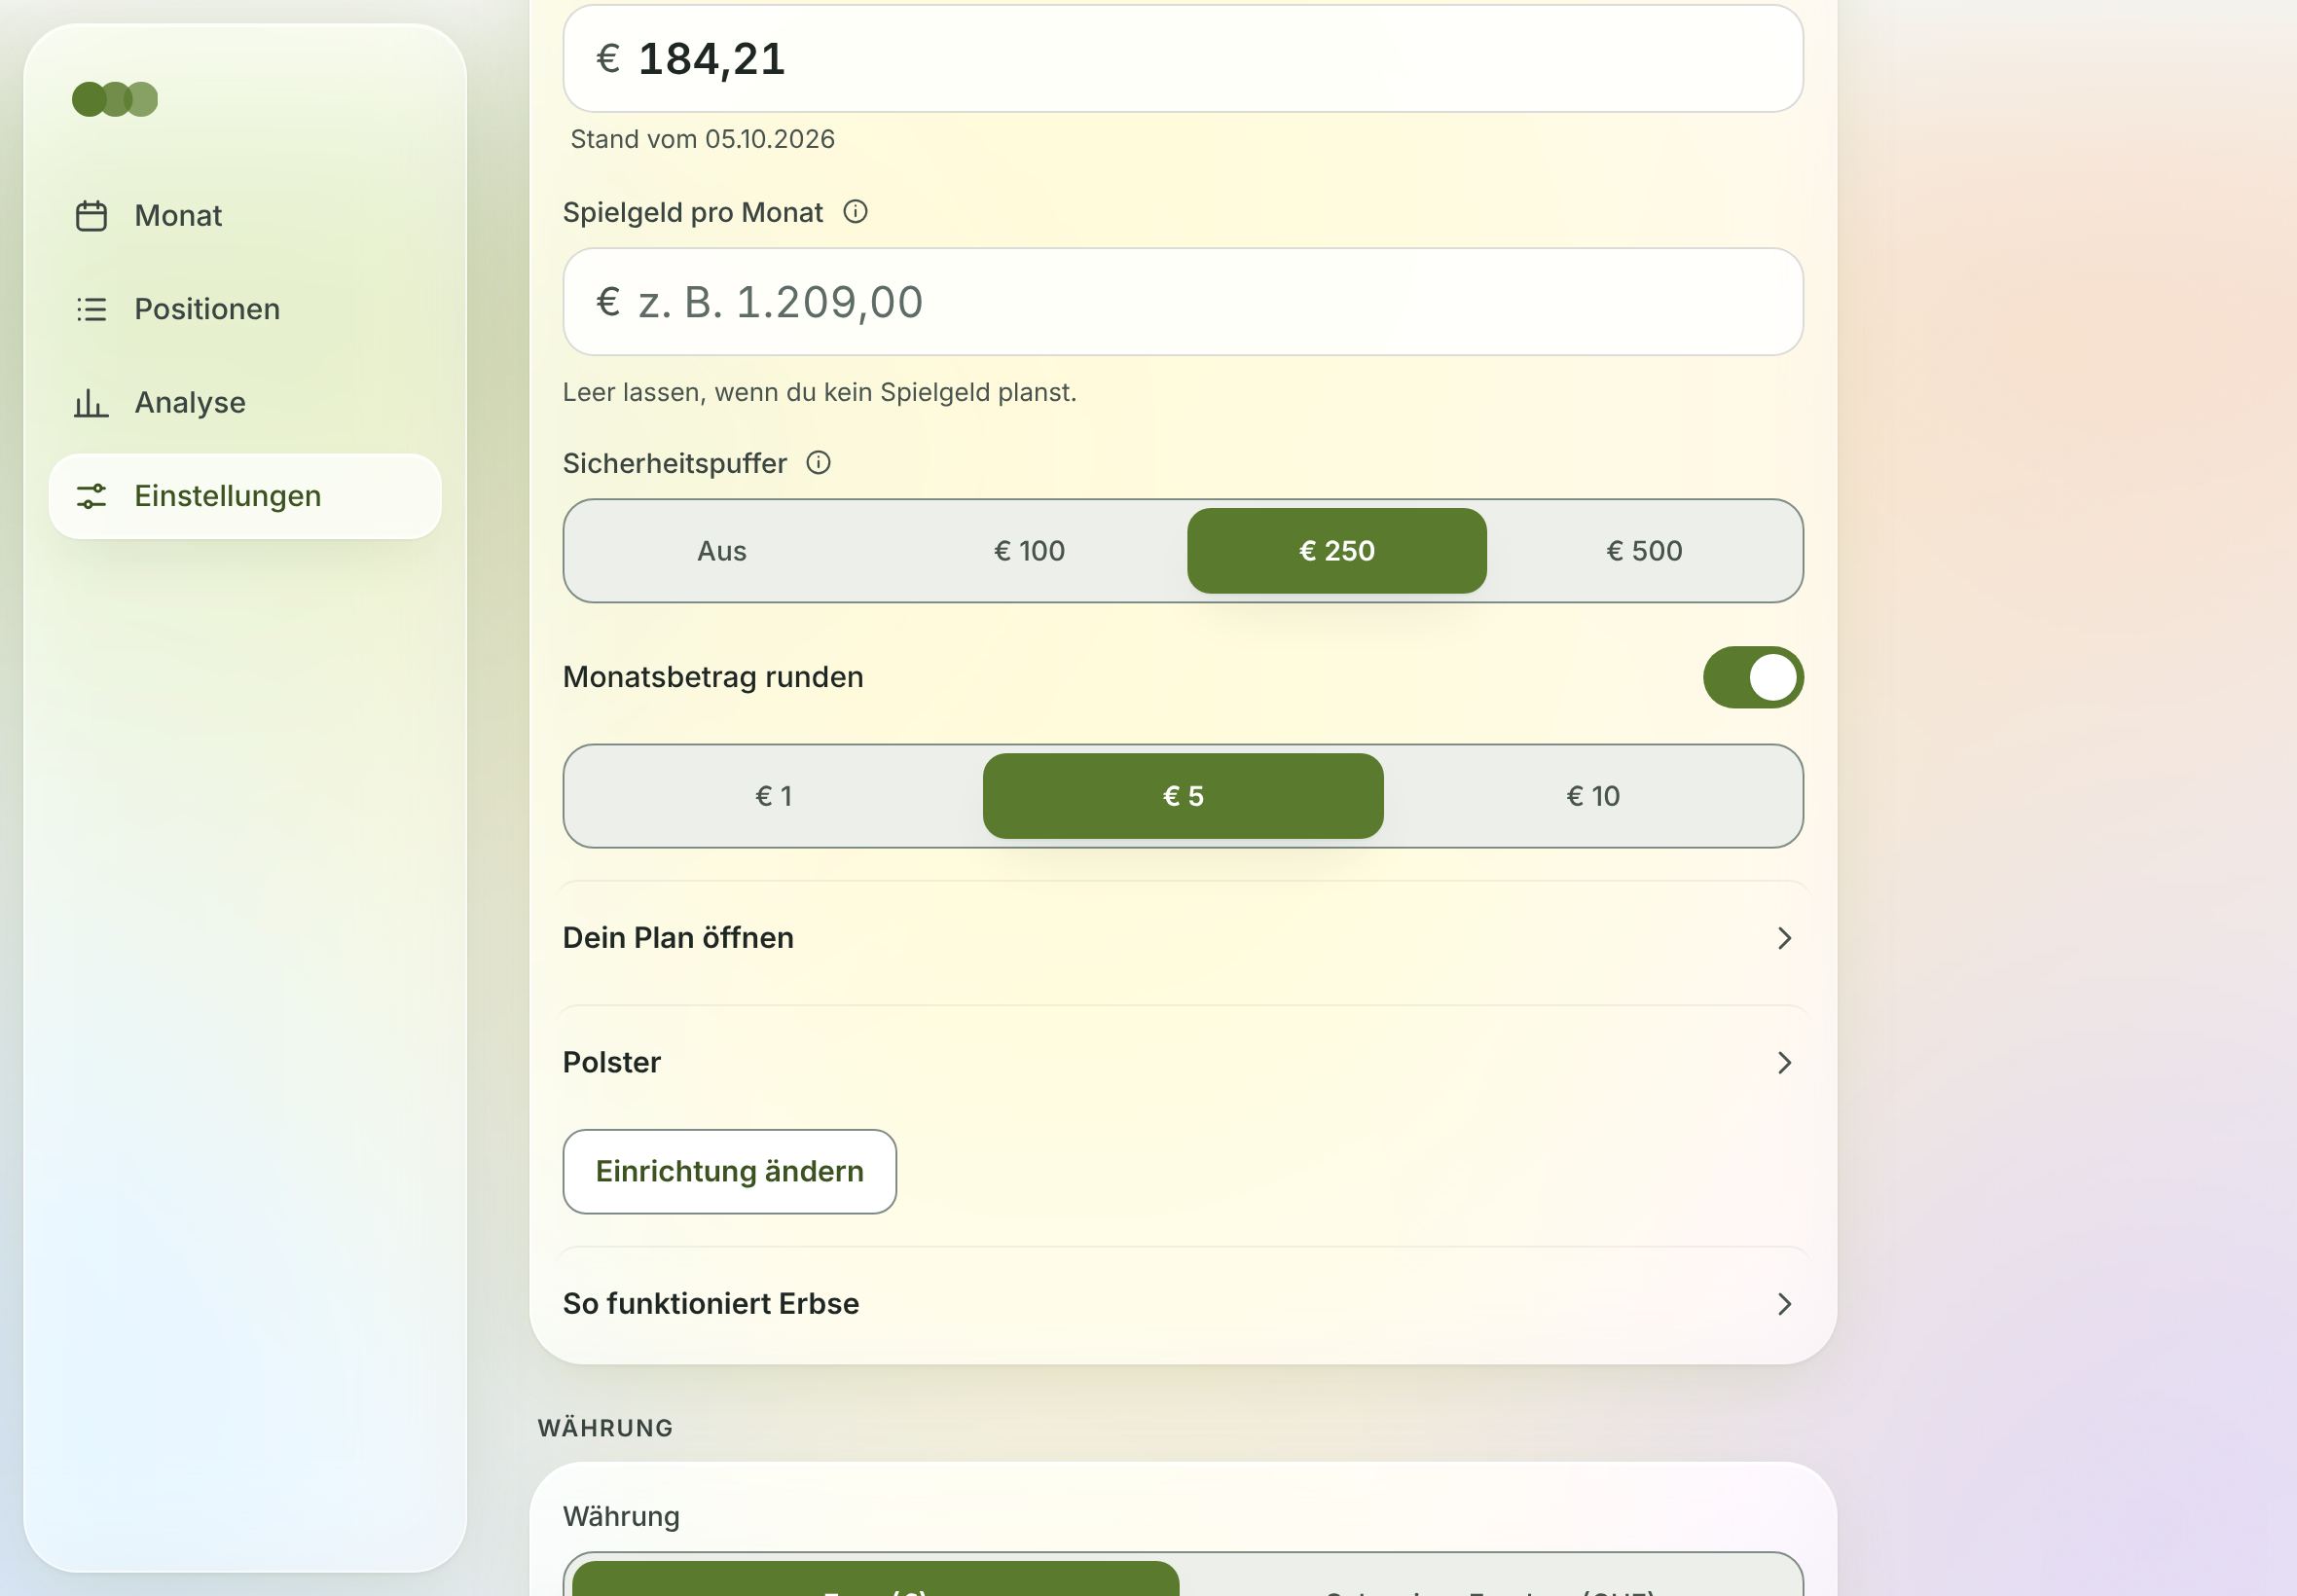 Monat
Positionen
Analyse
Einstellungen
€ 184,21
Stand vom 05.10.2026
Spielgeld pro Monat
€ z. B. 1.209,00
Leer lassen, wenn du kein Spielgeld planst.
Sicherheitspuffer
Aus € 100 € 250 € 500
Monatsbetrag runden
€ 1 € 5 € 10
Dein Plan öffnen
Polster
Einrichtung ändern
So funktioniert Erbse
WÄHRUNG
Währung